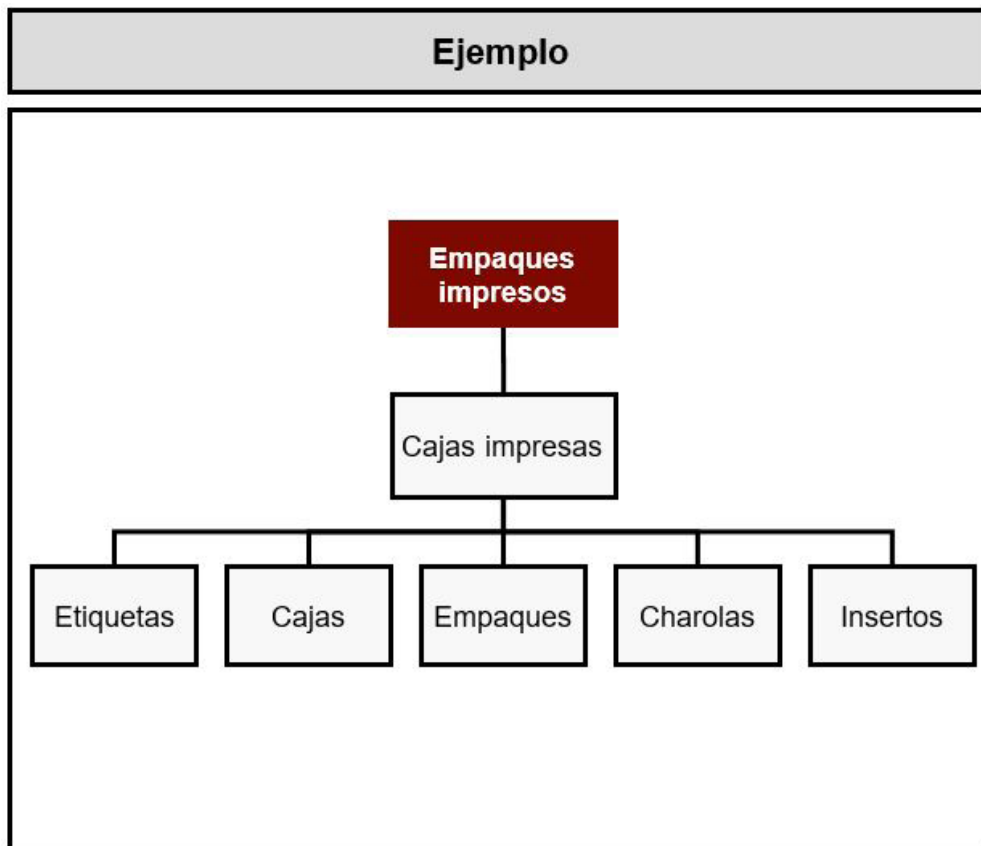 Ejemplo
Empaques
impresos
Cajas impresas
Etiquetas
Cajas
Empaques
Charolas
Insertos